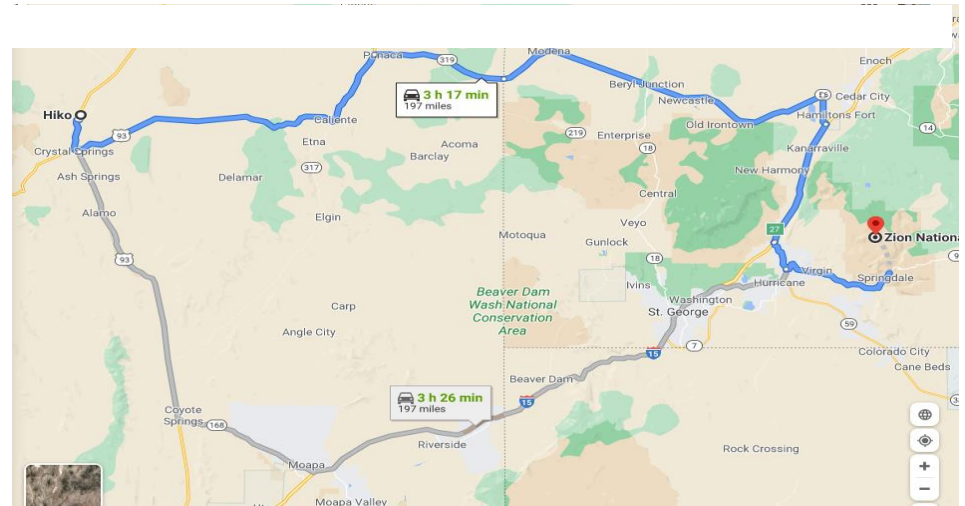 Modena
Panaca
319
Enoch
3 h 17 min
197 miles
Beryl Junction
Newcastle
Cedar City
Hamiltons Fort
Hiko
93
Caliente
Old Irontown
219
Enterprise
14
Etna
Acoma
18
Crystal Springs
Barclay
Kanarraville
Ash Springs
317
Delamar
New Harmony
Central
Alamo
Elgin
Veyo
27
Motoqua
Gunlock
Zion Nationa
93
18
Virgin
Springdale
Ivins
Hurricane
Beaver Dam
Wash National
Conservation
Area
Washington
St. George
Carp
59
Angle City
7
15
Colorado City
Cane Beds
Beaver Dam
3 h 26 min
197 miles
15
Coyote
Springs
168
Riverside
Rock Crossing
Moapa
Moapa Valley
+
−